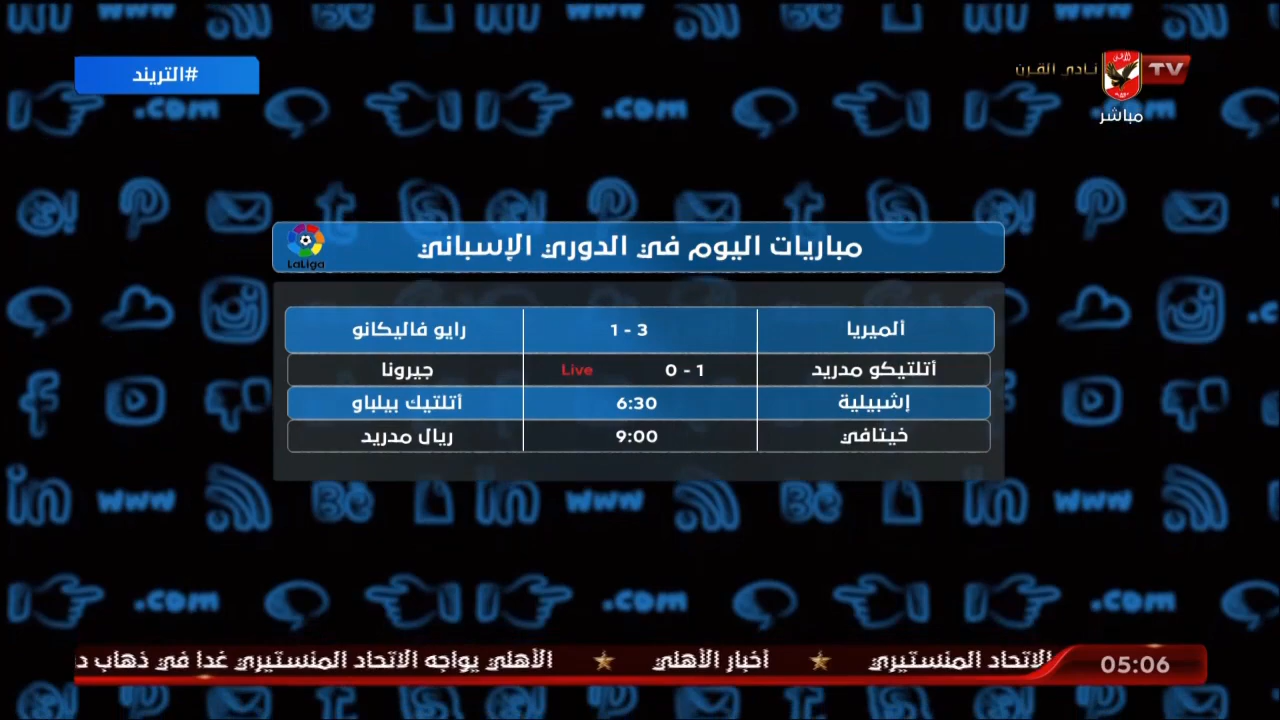 #التريند
نادي القرن
TV
مباشر
مباريات اليوم في الدوري الإسباني
LaLiga
ألميريا 3 - 1 رايو فاليكانو
أتلتيكو مدريد 1 - 0 Live جيرونا
إشبيلية 6:30 أتلتيك بيلباو
خيتافي 9:00 ريال مدريد
05:06
الاتحاد المنستيري ★ أخبار الأهلي ★ الأهلي يواجه الاتحاد المنستيري غدا في ذهاب